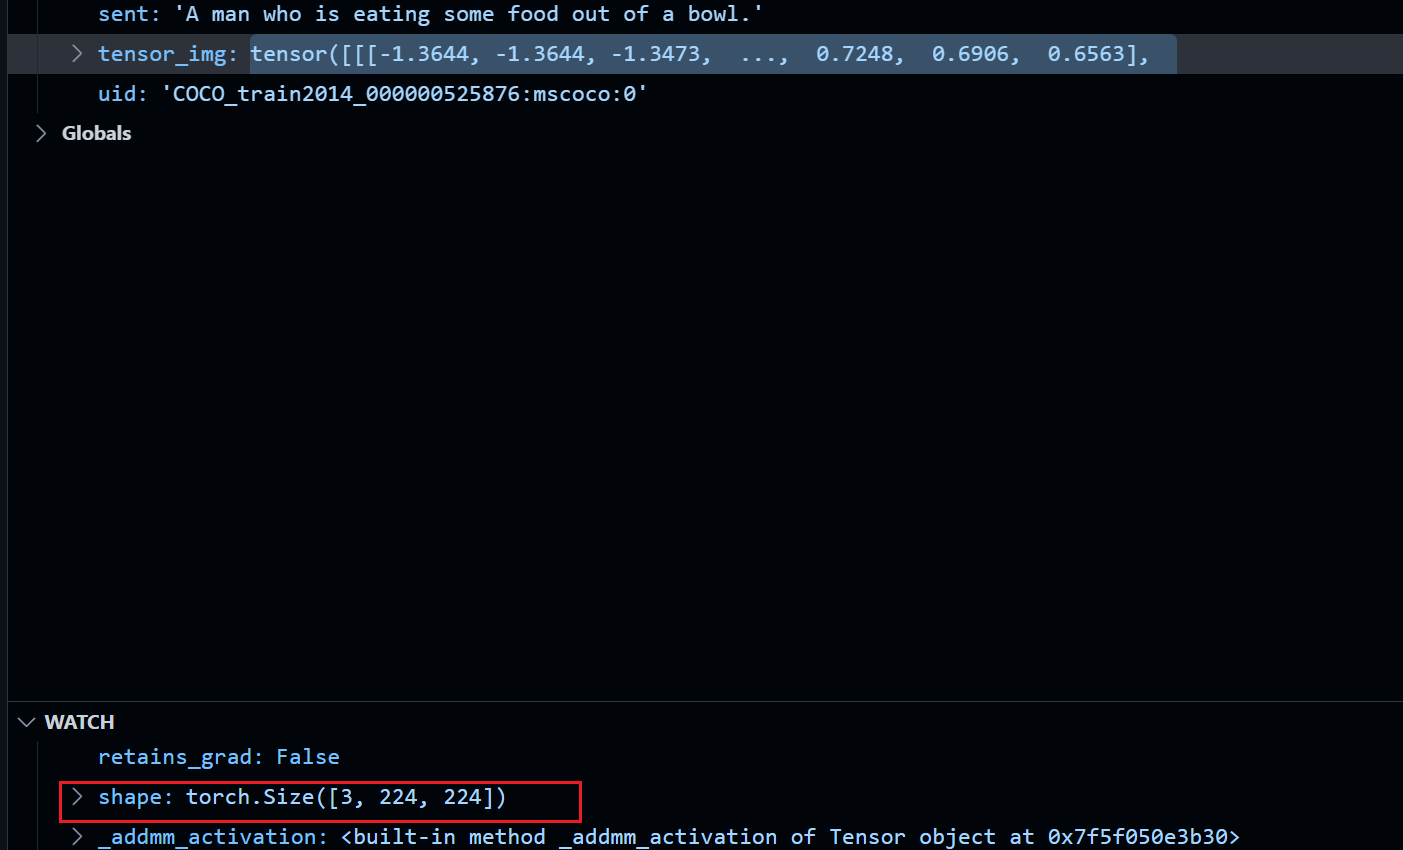 sent: 'A man who is eating some food out of a bowl.'
tensor_img: tensor([[[-1.3644, -1.3644, -1.3473,  ...,  0.7248,  0.6906,  0.6563],
uid: 'COCO_train2014_000000525876:mscoco:0'
Globals
WATCH
retains_grad: False
shape: torch.Size([3, 224, 224])
_addmm_activation: <built-in method _addmm_activation of Tensor object at 0x7f5f050e3b30>